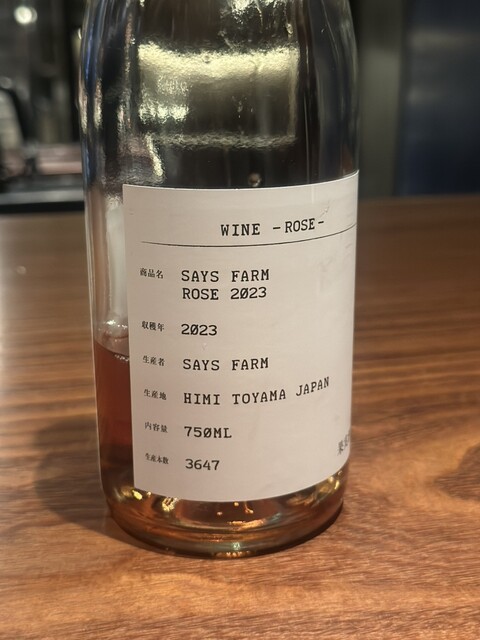 WINE -ROSE-
商品名 SAYS FARM
ROSE 2023
収穫年 2023
生産者 SAYS FARM
生産地 HIMI TOYAMA JAPAN
内容量 750ML
生産本数 3647